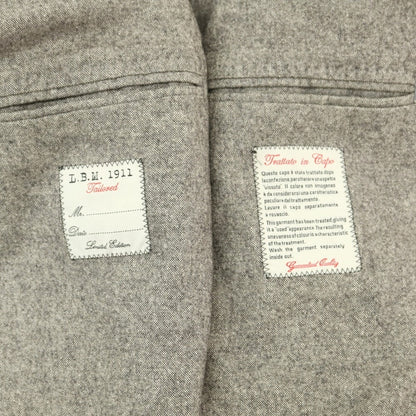 L.B.M. 1911
Tailored
Mr.
Date
Limited Edition
Trattato in Capo
Questo capo è stato trattato dopo
la confezione, per chiaro un aspetto
"vissuto". Il colore non omogeneo è
da considerarsi una caratteristica
peculiare del trattamento.
Lavare il capo separatamente
a rovescio.
This garment has been treated, giving
it a "used" appearance. The resulting
unevenness of colour is a characteristic
of the treatment.
Wash the garment separately
inside out.
Guaranteed Quality